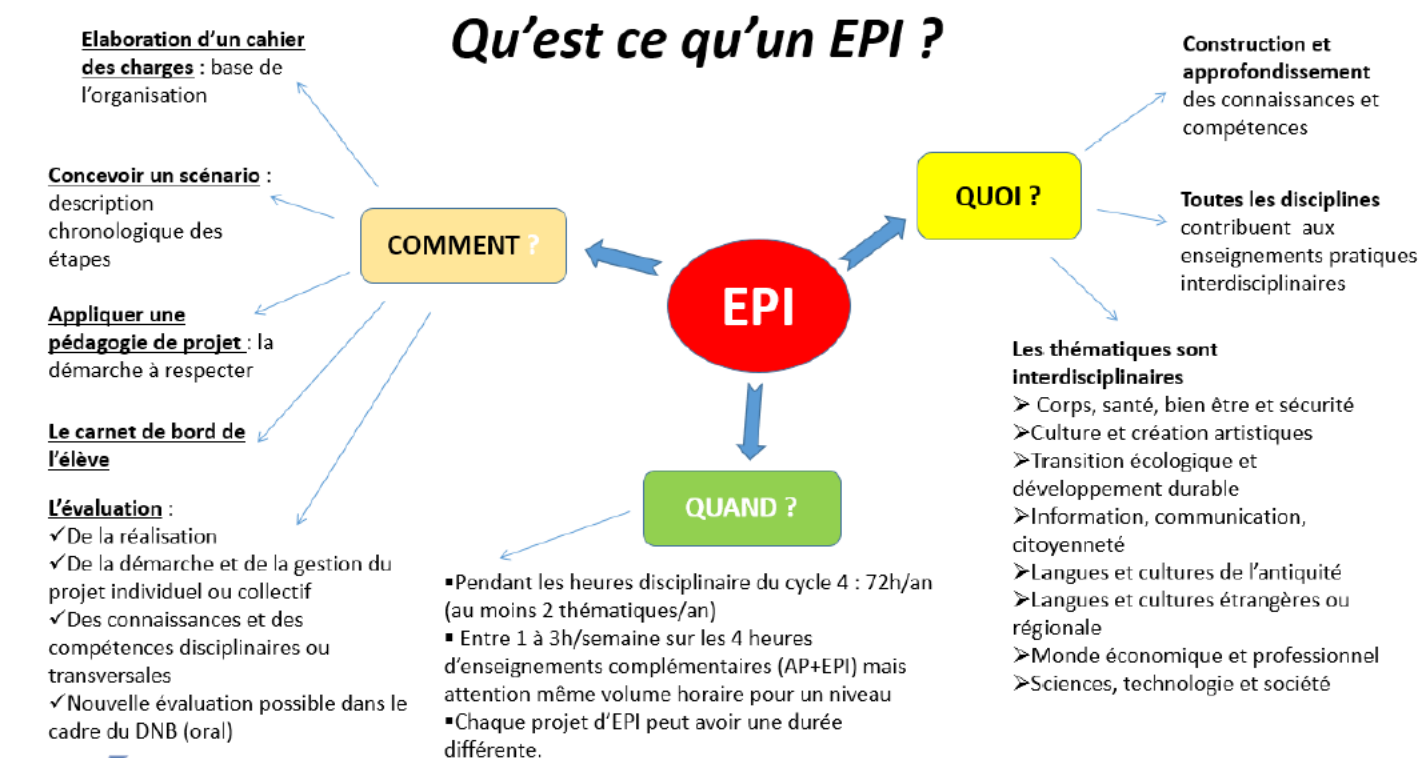 Qu'est ce qu'un EPI ?
Elaboration d'un cahier
des charges : base de
l'organisation
Concevoir un scénario :
description
chronologique des
étapes
Appliquer une
pédagogie de projet : la
démarche à respecter
Le carnet de bord de
l'élève
L'évaluation :
✓De la réalisation
✓De la démarche et de la gestion du
projet individuel ou collectif
✓Des connaissances et des
compétences disciplinaires ou
transversales
✓Nouvelle évaluation possible dans le
cadre du DNB (oral)
COMMENT ?
EPI
QUOI ?
Construction et
approfondissement
des connaissances et
compétences
Toutes les disciplines
contribuent aux
enseignements pratiques
interdisciplinaires
Les thématiques sont
interdisciplinaires
➢ Corps, santé, bien être et sécurité
➢Culture et création artistiques
➢Transition écologique et
développement durable
➢Information, communication,
citoyenneté
➢Langues et cultures de l'antiquité
➢Langues et cultures étrangères ou
régionale
➢Monde économique et professionnel
➢Sciences, technologie et société
QUAND ?
▪Pendant les heures disciplinaire du cycle 4 : 72h/an
(au moins 2 thématiques/an)
▪ Entre 1 à 3h/semaine sur les 4 heures
d'enseignements complémentaires (AP+EPI) mais
attention même volume horaire pour un niveau
▪Chaque projet d'EPI peut avoir une durée
différente.